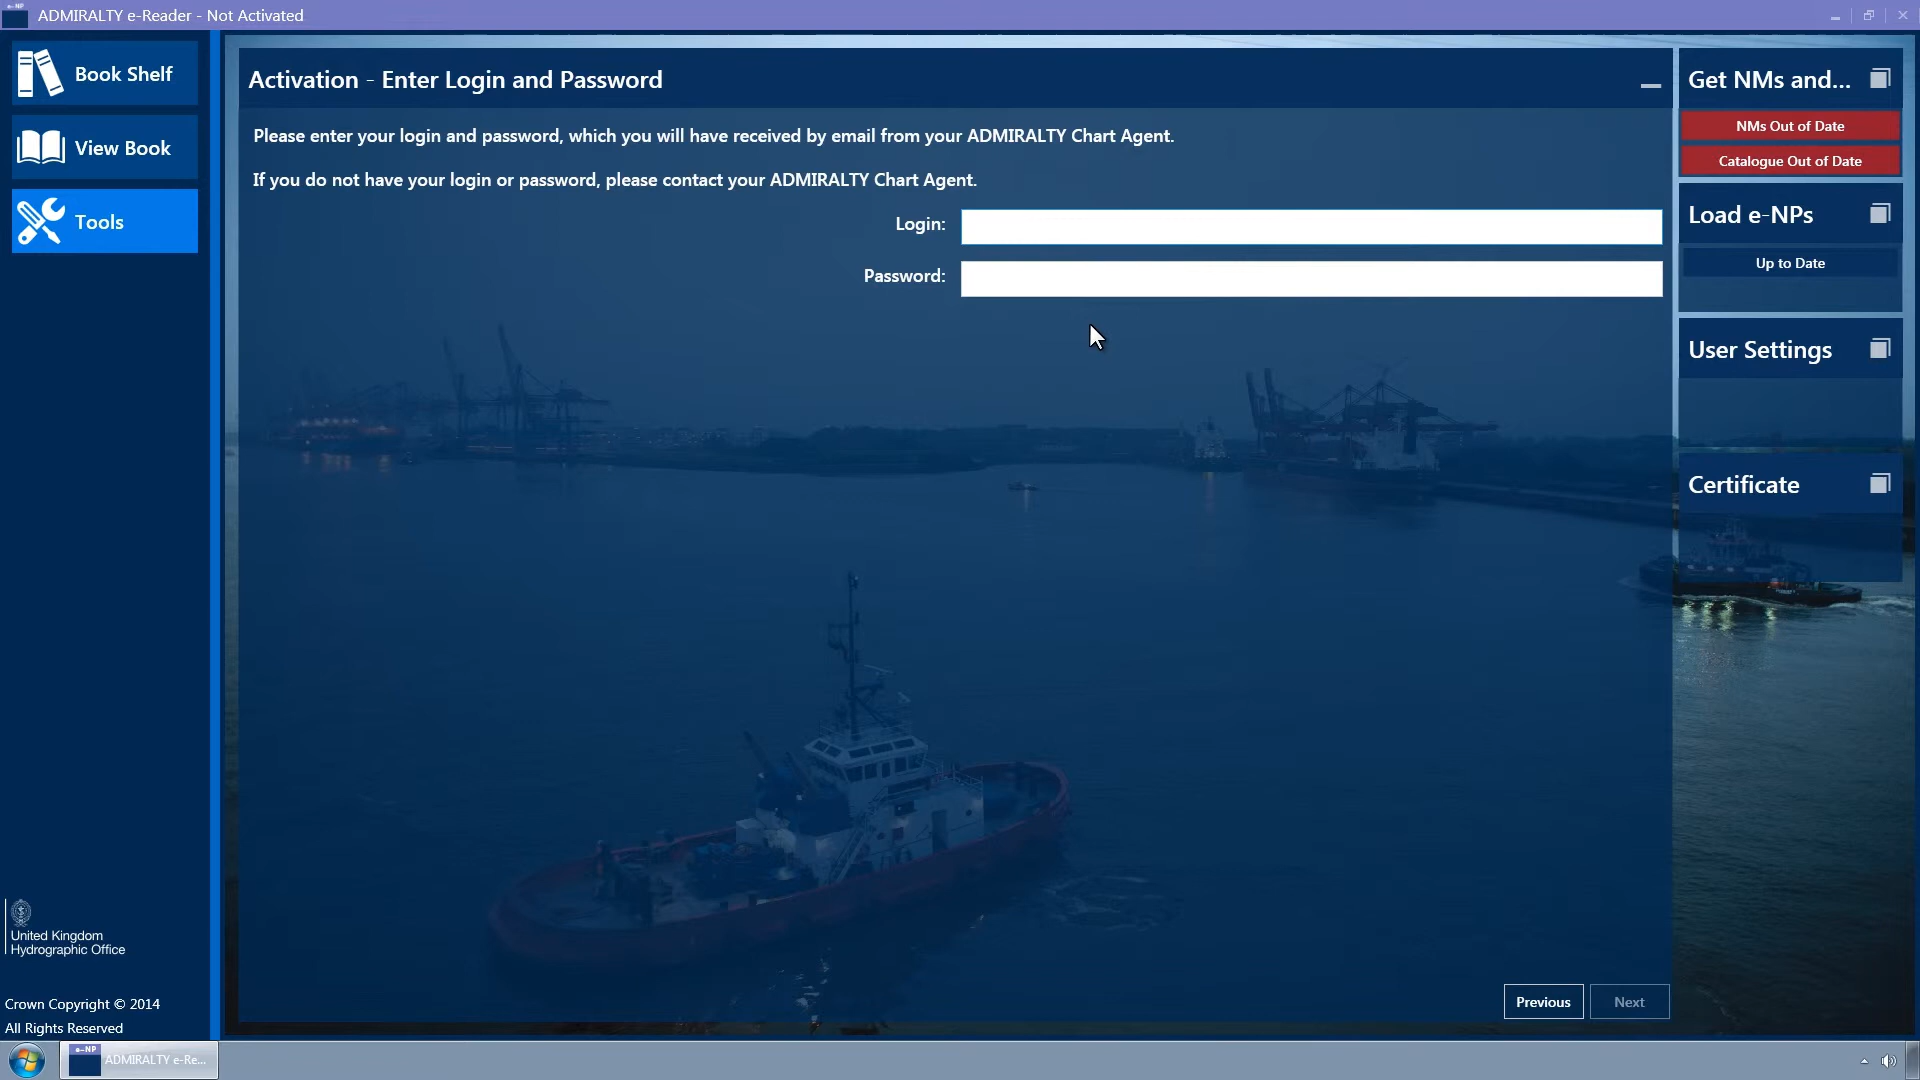 e-NP
ADMIRALTY e-Reader - Not Activated
Book Shelf
View Book
Tools
United Kingdom
Hydrographic Office
Crown Copyright © 2014
All Rights Reserved
Activation - Enter Login and Password
Please enter your login and password, which you will have received by email from your ADMIRALTY Chart Agent.
If you do not have your login or password, please contact your ADMIRALTY Chart Agent.
Login:
Password:
Previous
Next
Get NMs and...
NMs Out of Date
Catalogue Out of Date
Load e-NPs
Up to Date
User Settings
Certificate
e-NP
ADMIRALTY e-Re...